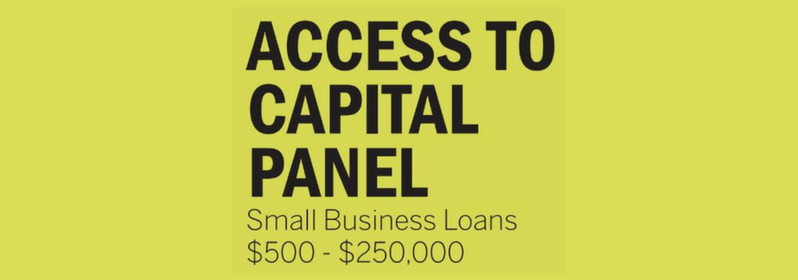 ACCESS TO
CAPITAL
PANEL
Small Business Loans
$500 - $250,000